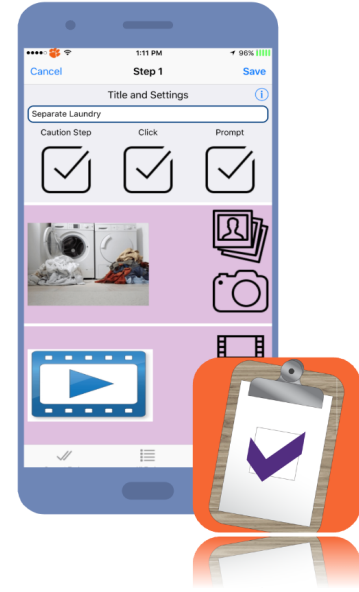 1:11 PM
96%
Cancel
Step 1
Save
Title and Settings
i
Separate Laundry
Caution Step
Click
Prompt